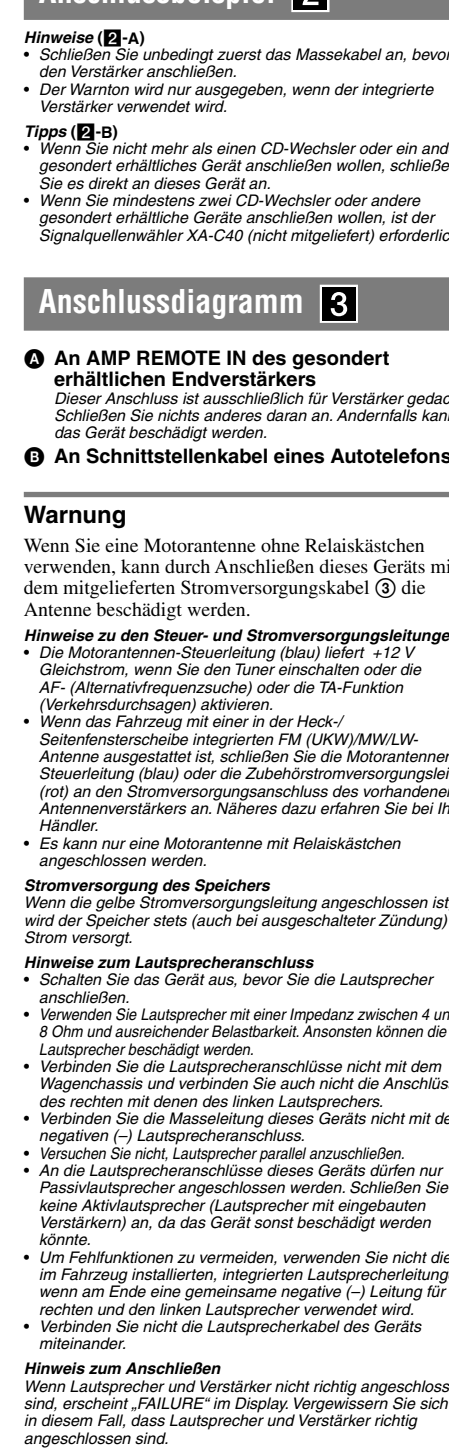 Anschlussbeispiel 2
Hinweise (2-A)
• Schließen Sie unbedingt zuerst das Massekabel an, bevor
den Verstärker anschließen.
• Der Warnton wird nur ausgegeben, wenn der integrierte
Verstärker verwendet wird.
Tipps (2-B)
• Wenn Sie nicht mehr als einen CD-Wechsler oder ein and
gesondert erhältliches Gerät anschließen wollen, schließe
Sie es direkt an dieses Gerät an.
• Wenn Sie mindestens zwei CD-Wechsler oder andere
gesondert erhältliche Geräte anschließen wollen, ist der
Signalquellenwähler XA-C40 (nicht mitgeliefert) erforderlic
Anschlussdiagramm 3
A An AMP REMOTE IN des gesondert
erhältlichen Endverstärkers
Dieser Anschluss ist ausschließlich für Verstärker gedac
Schließen Sie nichts anderes daran an. Andernfalls kann
das Gerät beschädigt werden.
B An Schnittstellenkabel eines Autotelefons
Warnung
Wenn Sie eine Motorantenne ohne Relaiskästchen
verwenden, kann durch Anschließen dieses Geräts mi
dem mitgelieferten Stromversorgungskabel ③ die
Antenne beschädigt werden.
Hinweise zu den Steuer- und Stromversorgungsleitunge
• Die Motorantennen-Steuerleitung (blau) liefert +12 V
Gleichstrom, wenn Sie den Tuner einschalten oder die
AF- (Alternativfrequenzsuche) oder die TA-Funktion
(Verkehrsdurchsagen) aktivieren.
• Wenn das Fahrzeug mit einer in der Heck-/
Seitenfensterscheibe integrierten FM (UKW)/MW/LW-
Antenne ausgestattet ist, schließen Sie die Motorantennen
Steuerleitung (blau) oder die Zubehörstromversorgungslei
(rot) an den Stromversorgungsanschluss des vorhandenen
Antennenverstärkers an. Näheres dazu erfahren Sie bei Ih
Händler.
• Es kann nur eine Motorantenne mit Relaiskästchen
angeschlossen werden.
Stromversorgung des Speichers
Wenn die gelbe Stromversorgungsleitung angeschlossen ist
wird der Speicher stets (auch bei ausgeschalteter Zündung)
Strom versorgt.
Hinweise zum Lautsprecheranschluss
• Schalten Sie das Gerät aus, bevor Sie die Lautsprecher
anschließen.
• Verwenden Sie Lautsprecher mit einer Impedanz zwischen 4 un
8 Ohm und ausreichender Belastbarkeit. Ansonsten können die
Lautsprecher beschädigt werden.
• Verbinden Sie die Lautsprecheranschlüsse nicht mit dem
Wagenchassis und verbinden Sie auch nicht die Anschlüss
des rechten mit denen des linken Lautsprechers.
• Verbinden Sie die Masseleitung dieses Geräts nicht mit de
negativen (–) Lautsprecheranschluss.
• Versuchen Sie nicht, Lautsprecher parallel anzuschließen.
• An die Lautsprecheranschlüsse dieses Geräts dürfen nur
Passivlautsprecher angeschlossen werden. Schließen Sie
keine Aktivlautsprecher (Lautsprecher mit eingebauten
Verstärkern) an, da das Gerät sonst beschädigt werden
könnte.
• Um Fehlfunktionen zu vermeiden, verwenden Sie nicht die
im Fahrzeug installierten, integrierten Lautsprecherleitunge
wenn am Ende eine gemeinsame negative (–) Leitung für
rechten und den linken Lautsprecher verwendet wird.
• Verbinden Sie nicht die Lautsprecherkabel des Geräts
miteinander.
Hinweis zum Anschließen
Wenn Lautsprecher und Verstärker nicht richtig angeschloss
sind, erscheint „FAILURE“ im Display. Vergewissern Sie sich
in diesem Fall, dass Lautsprecher und Verstärker richtig
angeschlossen sind.